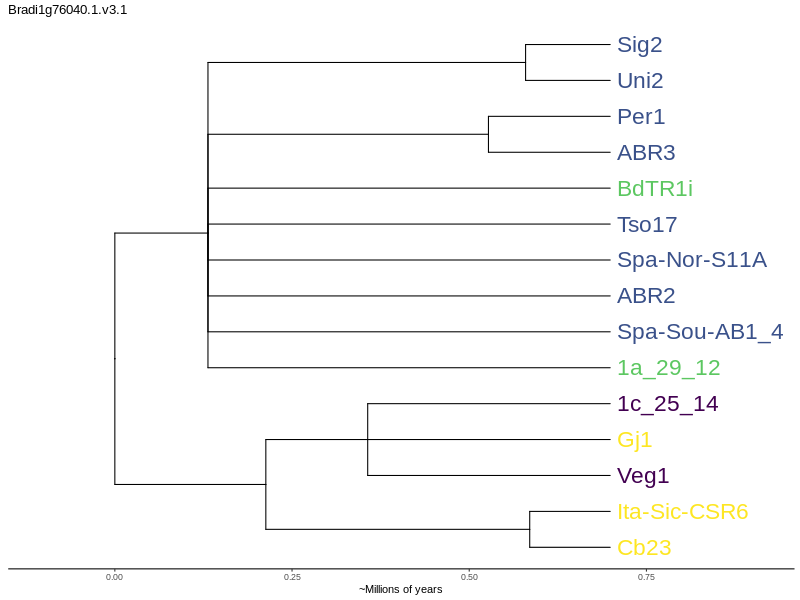 Bradi1g76040.1.v3.1
Sig2
Uni2
Per1
ABR3
BdTR1i
Tso17
Spa-Nor-S11A
ABR2
Spa-Sou-AB1_4
1a_29_12
1c_25_14
Gj1
Veg1
Ita-Sic-CSR6
Cb23
0.00 0.25 0.50 0.75
~Millions of years